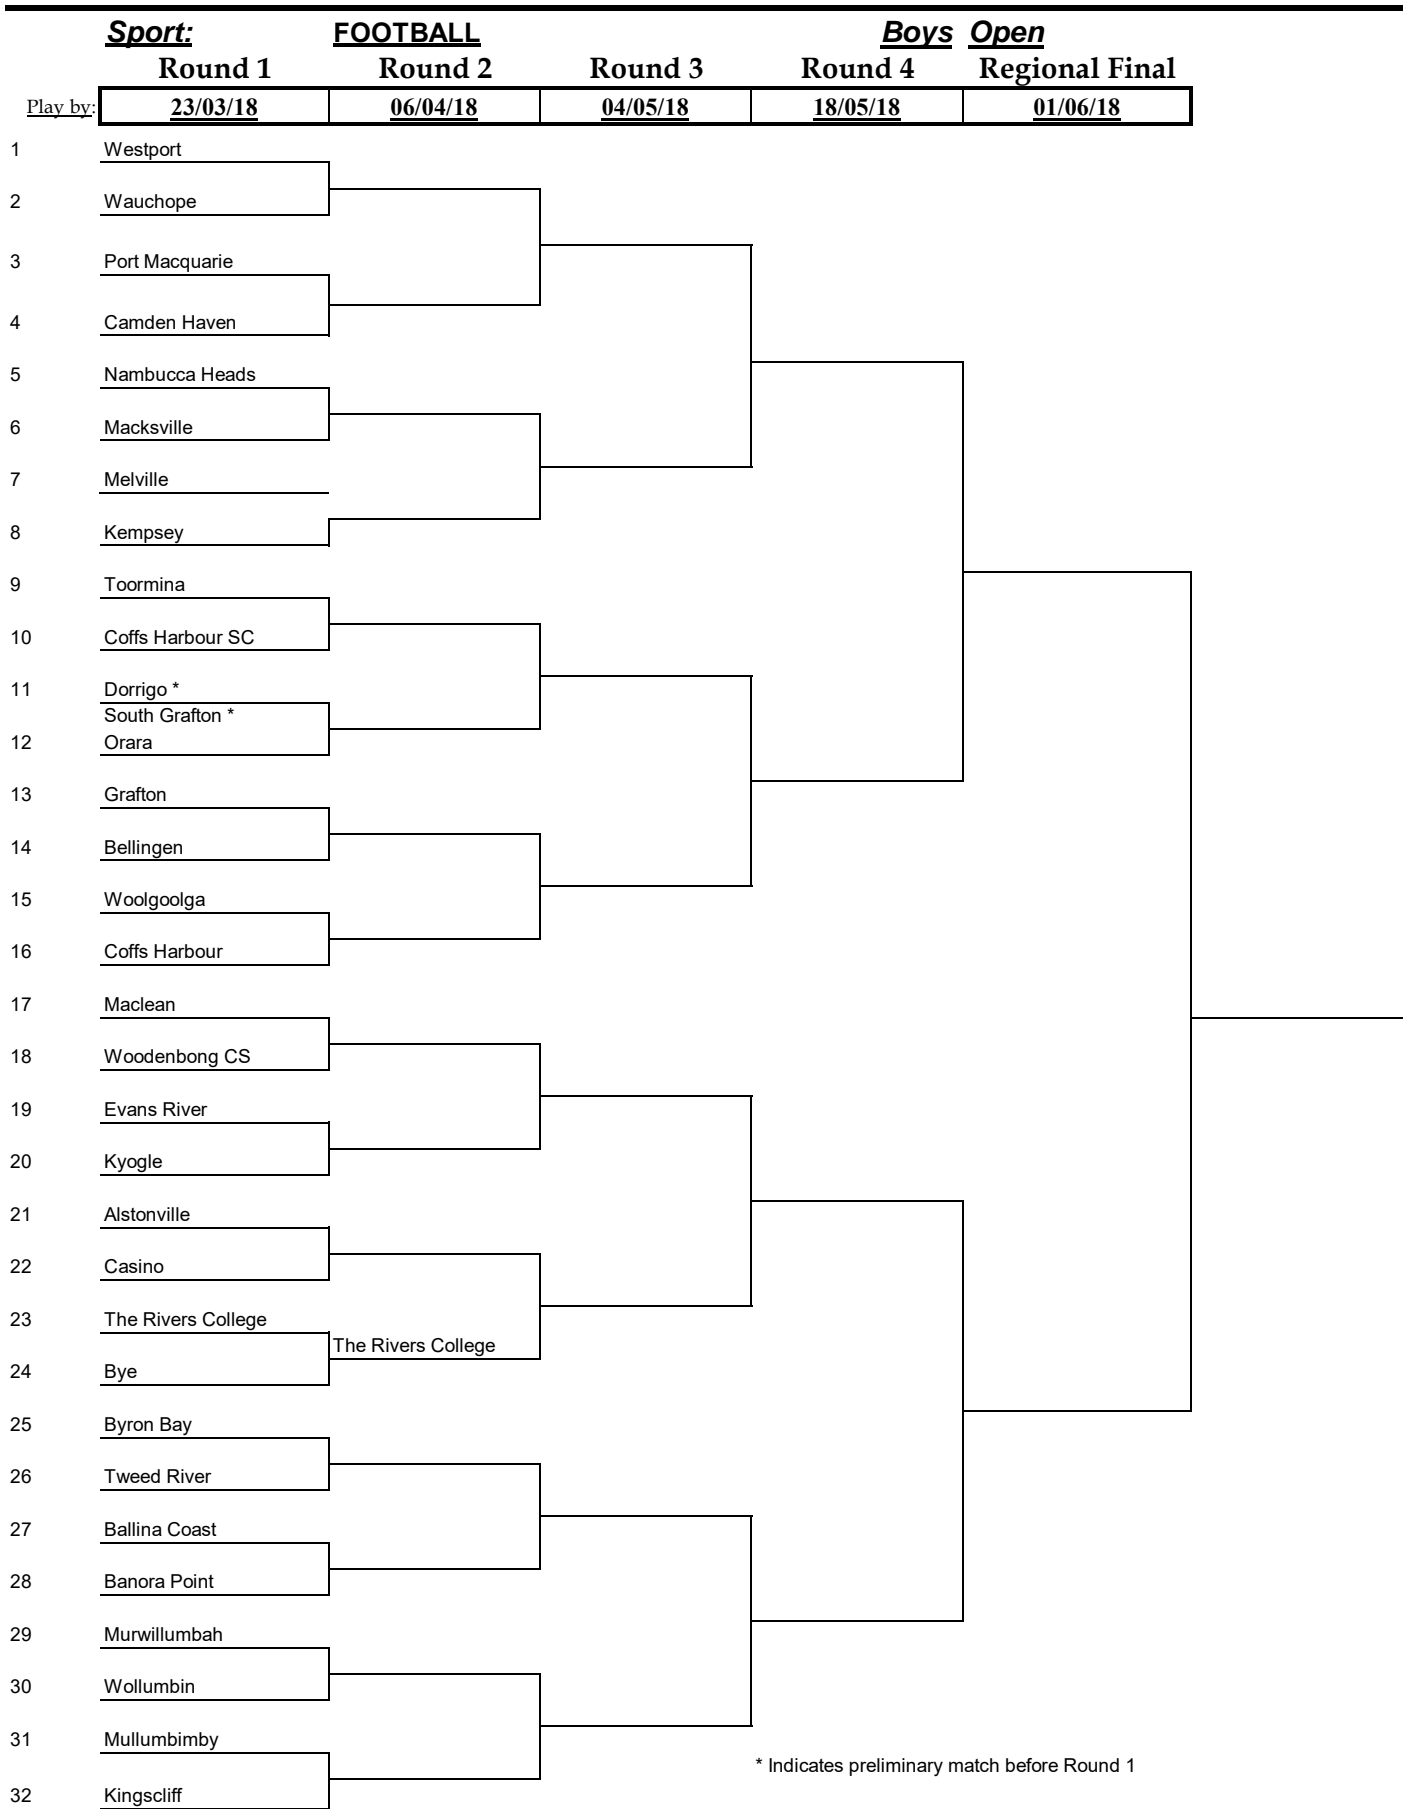 Sport: FOOTBALL Boys Open
Round 1 Round 2 Round 3 Round 4 Regional Final
Play by: 23/03/18 06/04/18 04/05/18 18/05/18 01/06/18
1 Westport
2 Wauchope
3 Port Macquarie
4 Camden Haven
5 Nambucca Heads
6 Macksville
7 Melville
8 Kempsey
9 Toormina
10 Coffs Harbour SC
11 Dorrigo *
South Grafton *
12 Orara
13 Grafton
14 Bellingen
15 Woolgoolga
16 Coffs Harbour
17 Maclean
18 Woodenbong CS
19 Evans River
20 Kyogle
21 Alstonville
22 Casino
23 The Rivers College
The Rivers College
24 Bye
25 Byron Bay
26 Tweed River
27 Ballina Coast
28 Banora Point
29 Murwillumbah
30 Wollumbin
31 Mullumbimby
* Indicates preliminary match before Round 1
32 Kingscliff